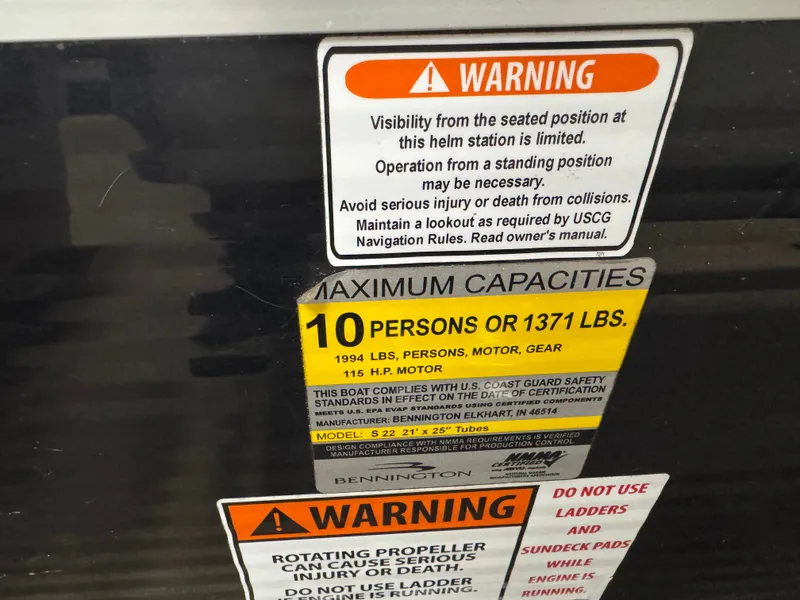 WARNING
Visibility from the seated position at
this helm station is limited.
Operation from a standing position
may be necessary.
Avoid serious injury or death from collisions.
Maintain a lookout as required by USCG
Navigation Rules. Read owner's manual.
MAXIMUM CAPACITIES
10 PERSONS OR 1371 LBS.
1994 LBS, PERSONS, MOTOR, GEAR
115 H.P. MOTOR
THIS BOAT COMPLIES WITH U.S. COAST GUARD SAFETY
STANDARDS IN EFFECT ON THE DATE OF CERTIFICATION
MEETS U.S. EPA EVAP STANDARDS USING CERTIFIED COMPONENTS
MANUFACTURER: BENNINGTON ELKHART, IN 46514
MODEL: S 22 21' x 25" Tubes
DESIGN COMPLIANCE WITH NMMA REQUIREMENTS IS VERIFIED
MANUFACTURER RESPONSIBLE FOR PRODUCTION CONTROL
BENNINGTON
NMMA
CERTIFIED
WARNING
ROTATING PROPELLER
CAN CAUSE SERIOUS
INJURY OR DEATH.
DO NOT USE LADDER
IF ENGINE IS RUNNING.
DO NOT USE
LADDERS
AND
SUNDECK PADS
WHILE
ENGINE IS
RUNNING.